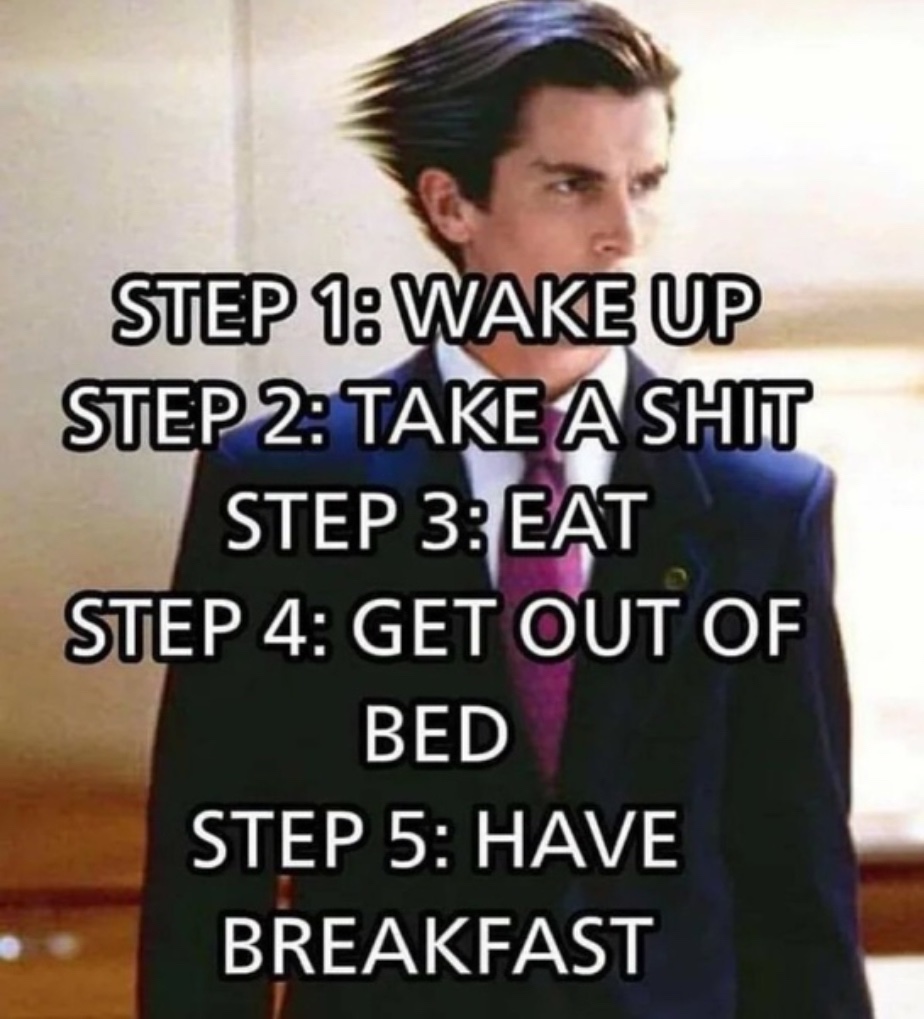 STEP 1: WAKE UP
STEP 2: TAKE A SHIT
STEP 3: EAT
STEP 4: GET OUT OF
BED
STEP 5: HAVE
BREAKFAST